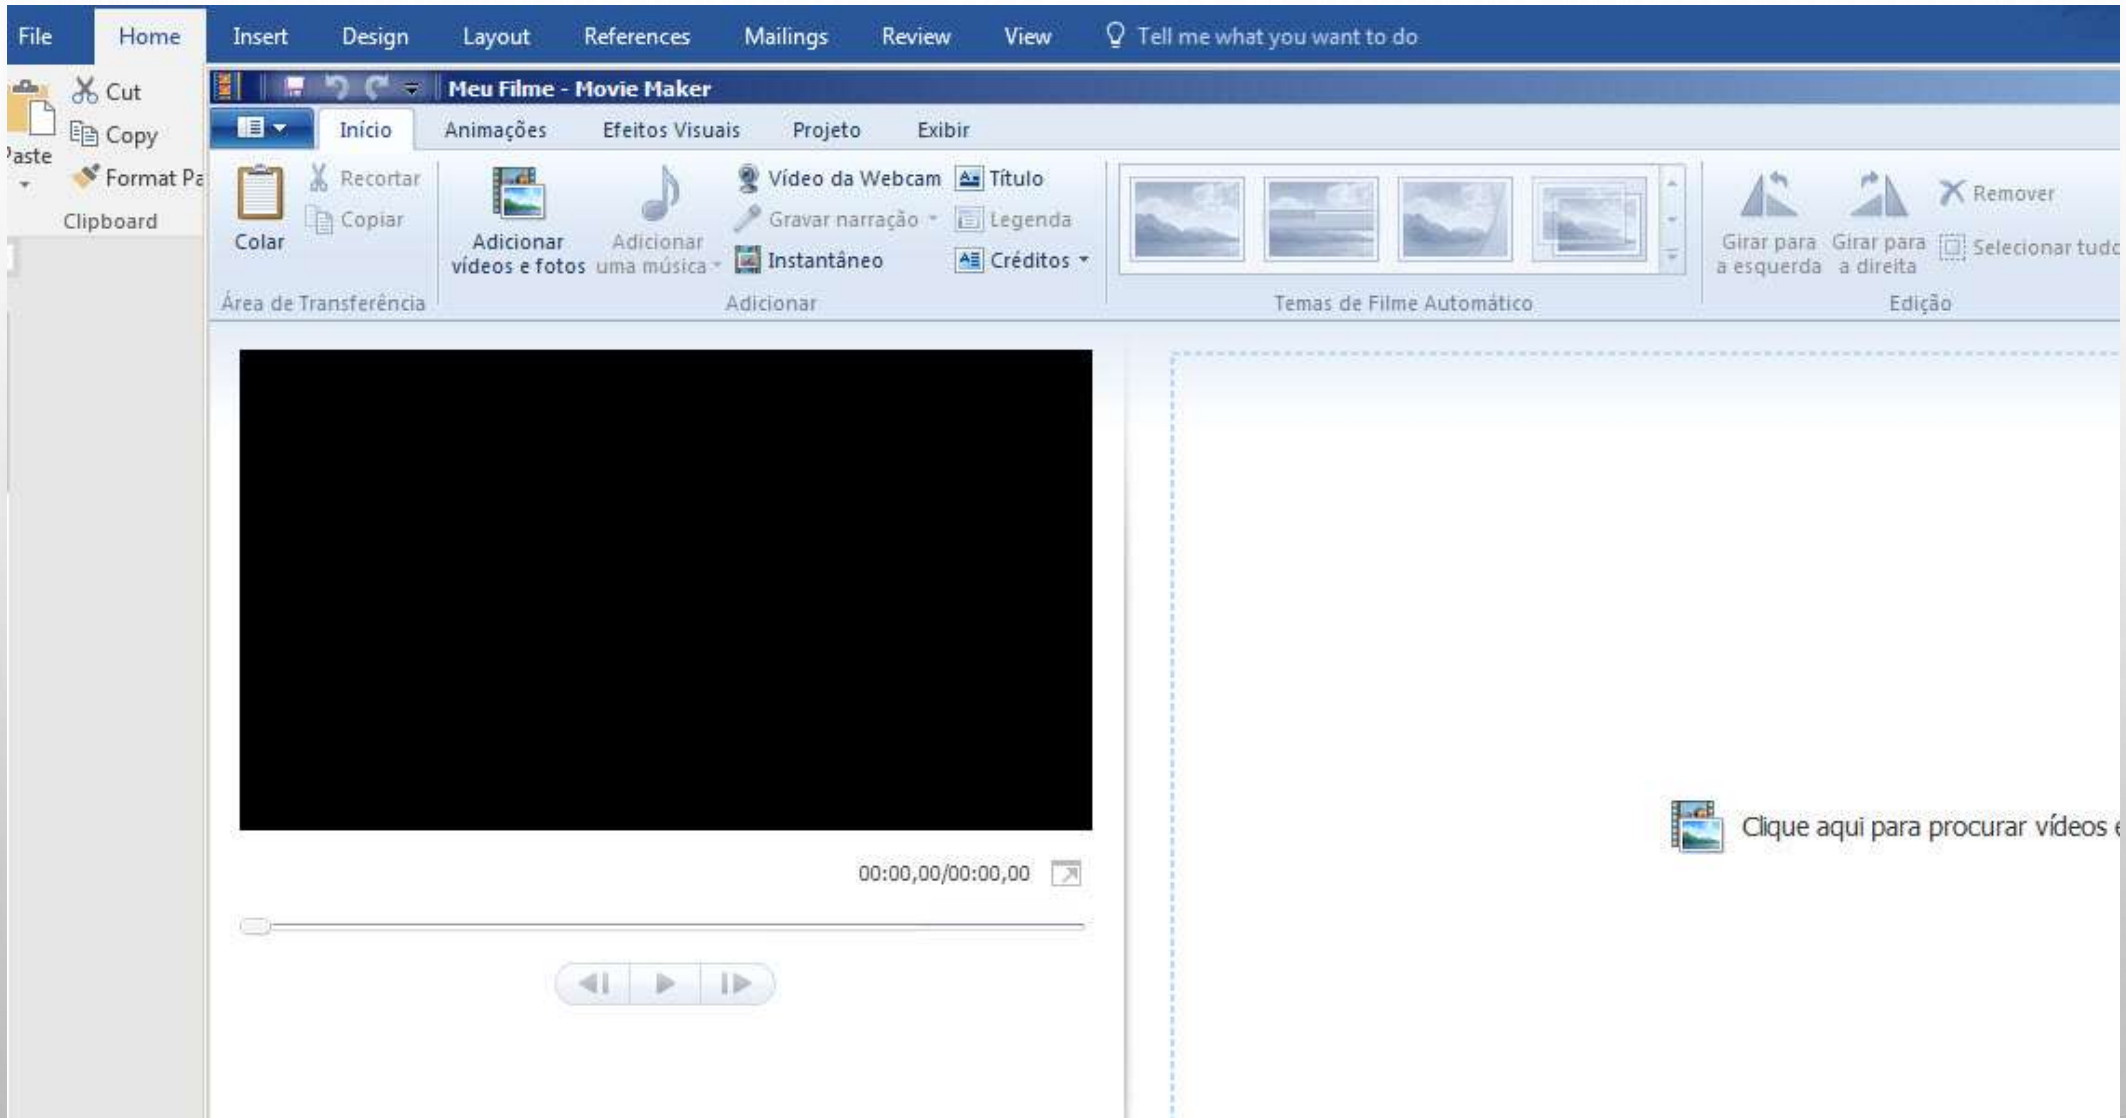 File Home Insert Design Layout References Mailings Review View Tell me what you want to do
Cut
Copy
Format
Clipboard
Meu Filme - Movie Maker
Início Animações Efeitos Visuais Projeto Exibir
Colar
Recortar
Copiar
Área de Transferência
Adicionar
vídeos e fotos
Adicionar
uma música
Vídeo da Webcam
Gravar narração
Instantâneo
Título
Legenda
Créditos
Adicionar
Temas de Filme Automático
Girar para
a esquerda
Girar para
a direita
Remover
Selecionar tudo
Edição
Clique aqui para procurar vídeos
00:00,00/00:00,00